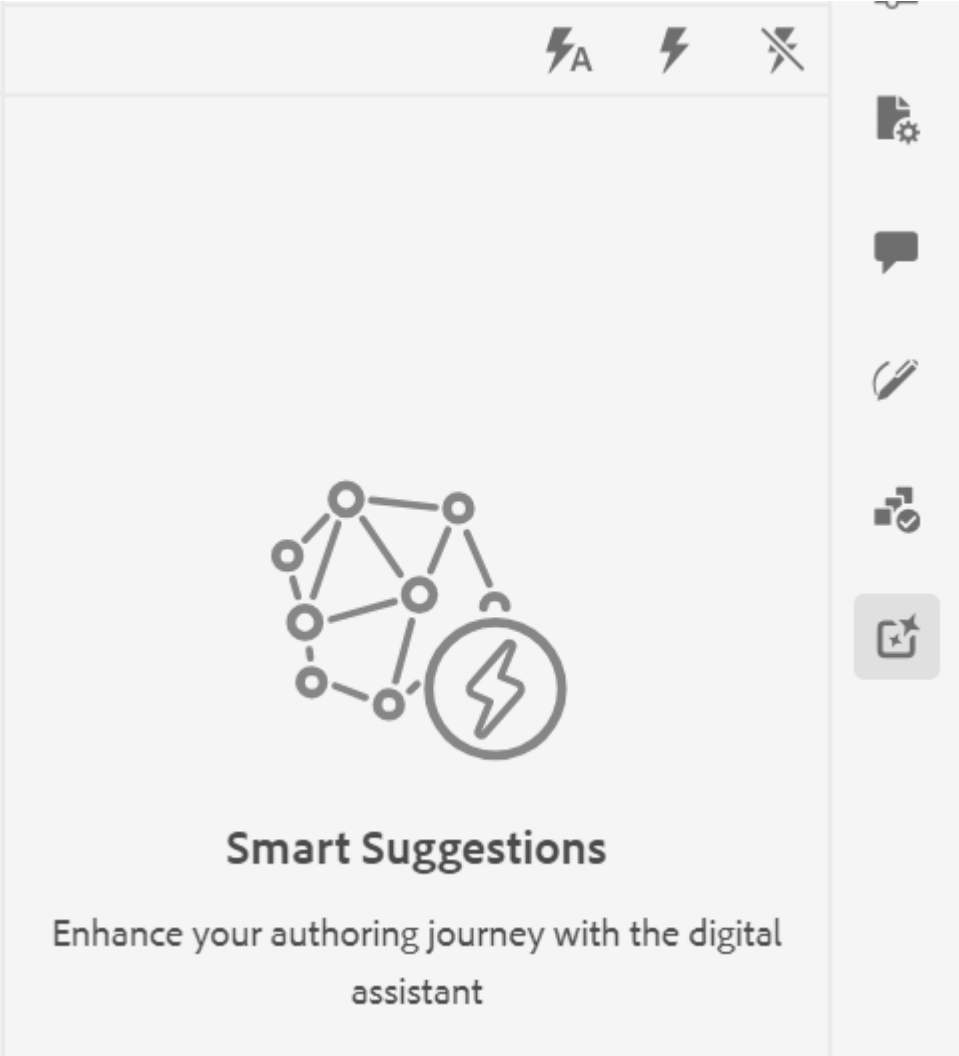 A
Smart Suggestions
Enhance your authoring journey with the digital
assistant